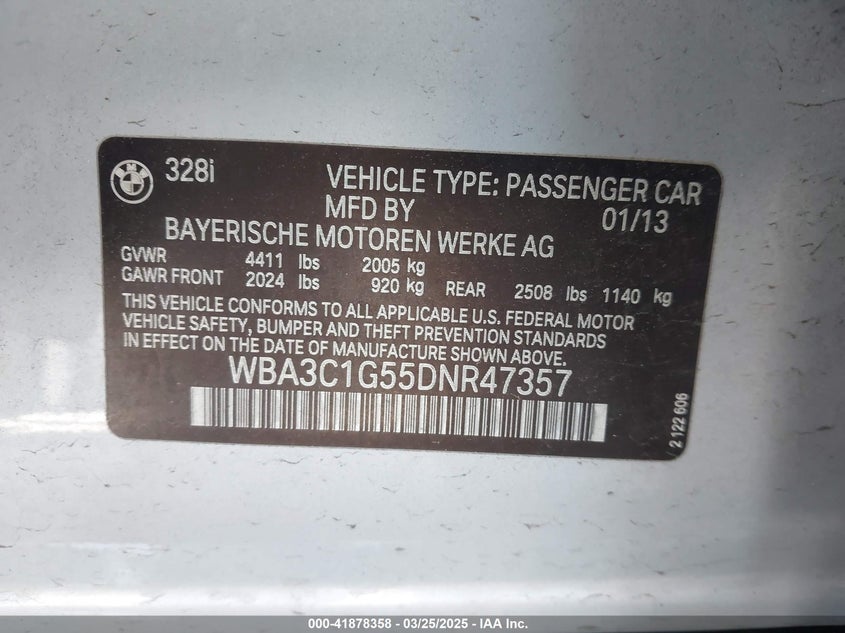 BMW
328i
VEHICLE TYPE: PASSENGER CAR
MFD BY 01/13
BAYERISCHE MOTOREN WERKE AG
GVWR 4411 lbs 2005 kg
GAWR FRONT 2024 lbs 920 kg REAR 2508 lbs 1140 kg
THIS VEHICLE CONFORMS TO ALL APPLICABLE U.S. FEDERAL MOTOR
VEHICLE SAFETY, BUMPER AND THEFT PREVENTION STANDARDS
IN EFFECT ON THE DATE OF MANUFACTURE SHOWN ABOVE.
WBA3C1G55DNR47357
2 122 606
000-41878358 - 03/25/2025 - IAA Inc.